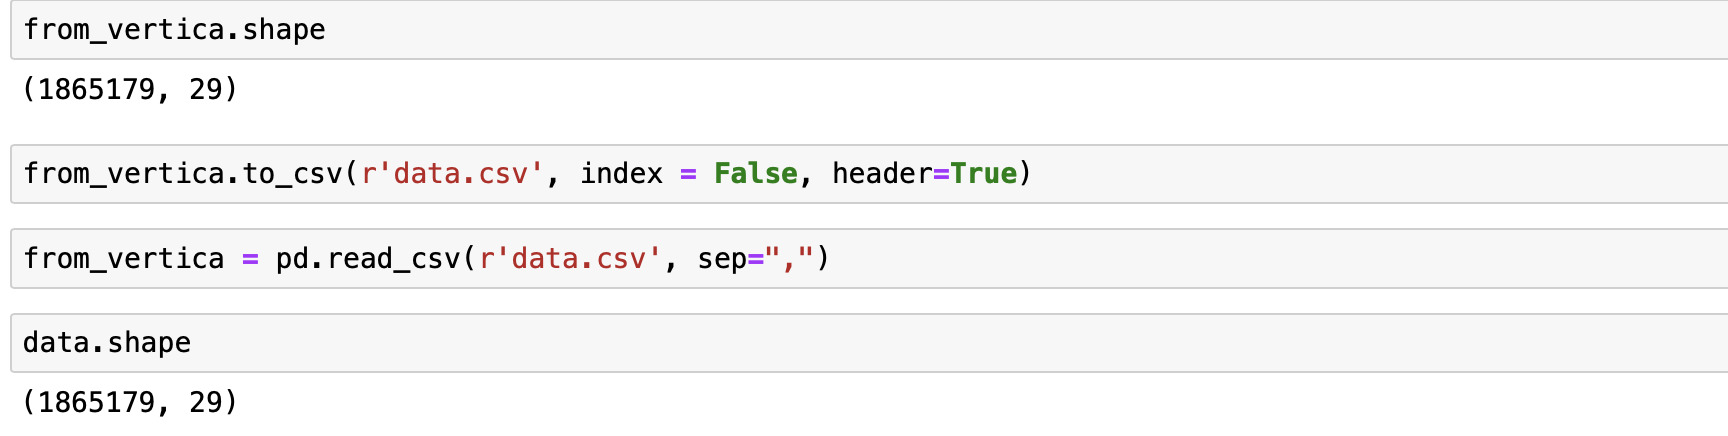 from_vertica.shape
(1865179, 29)
from_vertica.to_csv(r'data.csv', index = False, header=True)
from_vertica = pd.read_csv(r'data.csv', sep=",")
data.shape
(1865179, 29)